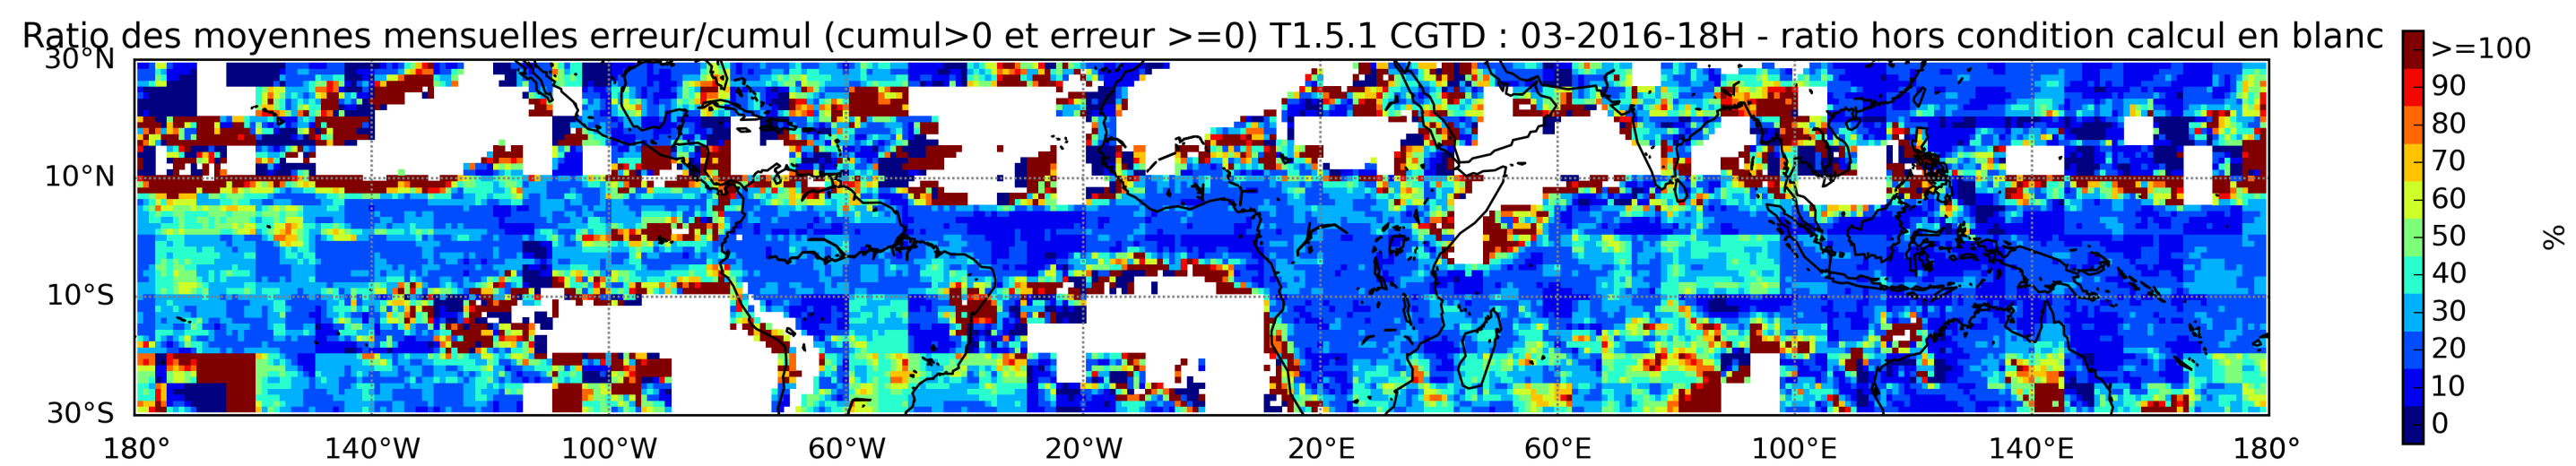 Ratio des moyennes mensuelles erreur/cumul (cumul>0 et erreur >=0) T1.5.1 CGTD : 03-2016-18H - ratio hors condition calcul en blanc
30°N
10°N
10°S
30°S
180° 140°W 100°W 60°W 20°W 20°E 60°E 100°E 140°E 180°
>=100
90
80
70
60
50
40
30
20
10
0
%